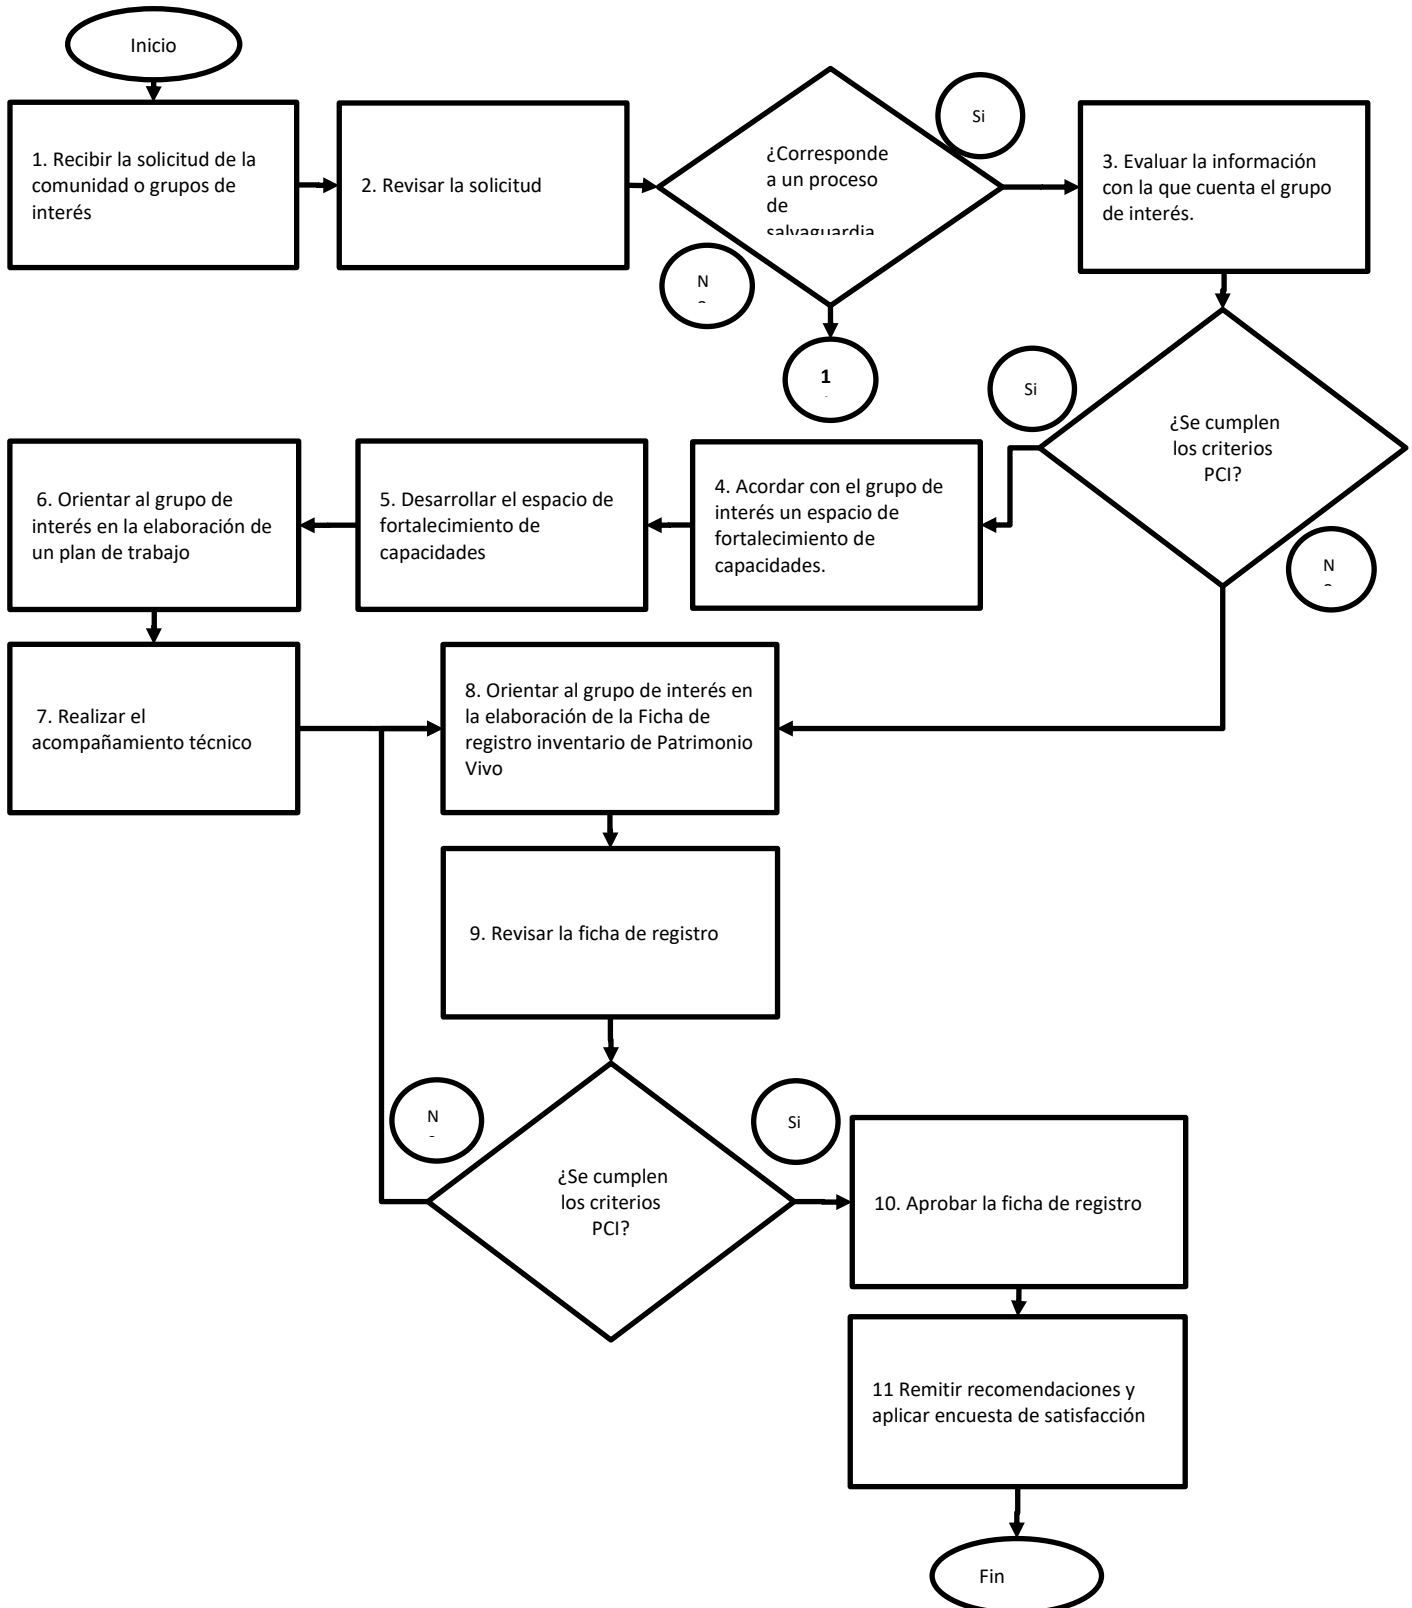 Inicio
1. Recibir la solicitud de la
comunidad o grupos de
interés
2. Revisar la solicitud
¿Corresponde
a un proceso
de
salvaguardia
Si
N
1
3. Evaluar la información
con la que cuenta el grupo
de interés.
¿Se cumplen
los criterios
PCI?
Si
N
4. Acordar con el grupo de
interés un espacio de
fortalecimiento de
capacidades.
5. Desarrollar el espacio de
fortalecimiento de
capacidades
6. Orientar al grupo de
interés en la elaboración de
un plan de trabajo
7. Realizar el
acompañamiento técnico
8. Orientar al grupo de interés en
la elaboración de la Ficha de
registro inventario de Patrimonio
Vivo
9. Revisar la ficha de registro
¿Se cumplen
los criterios
PCI?
N
Si
10. Aprobar la ficha de registro
11 Remitir recomendaciones y
aplicar encuesta de satisfacción
Fin